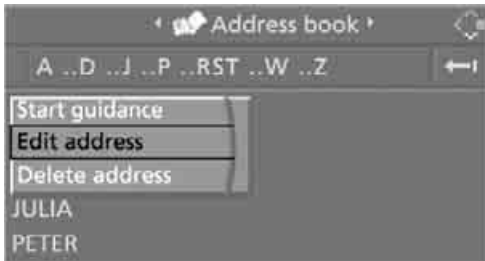 Address book
A ..D ..J ..P ..RST ..W ..Z
Start guidance
Edit address
Delete address
JULIA
PETER